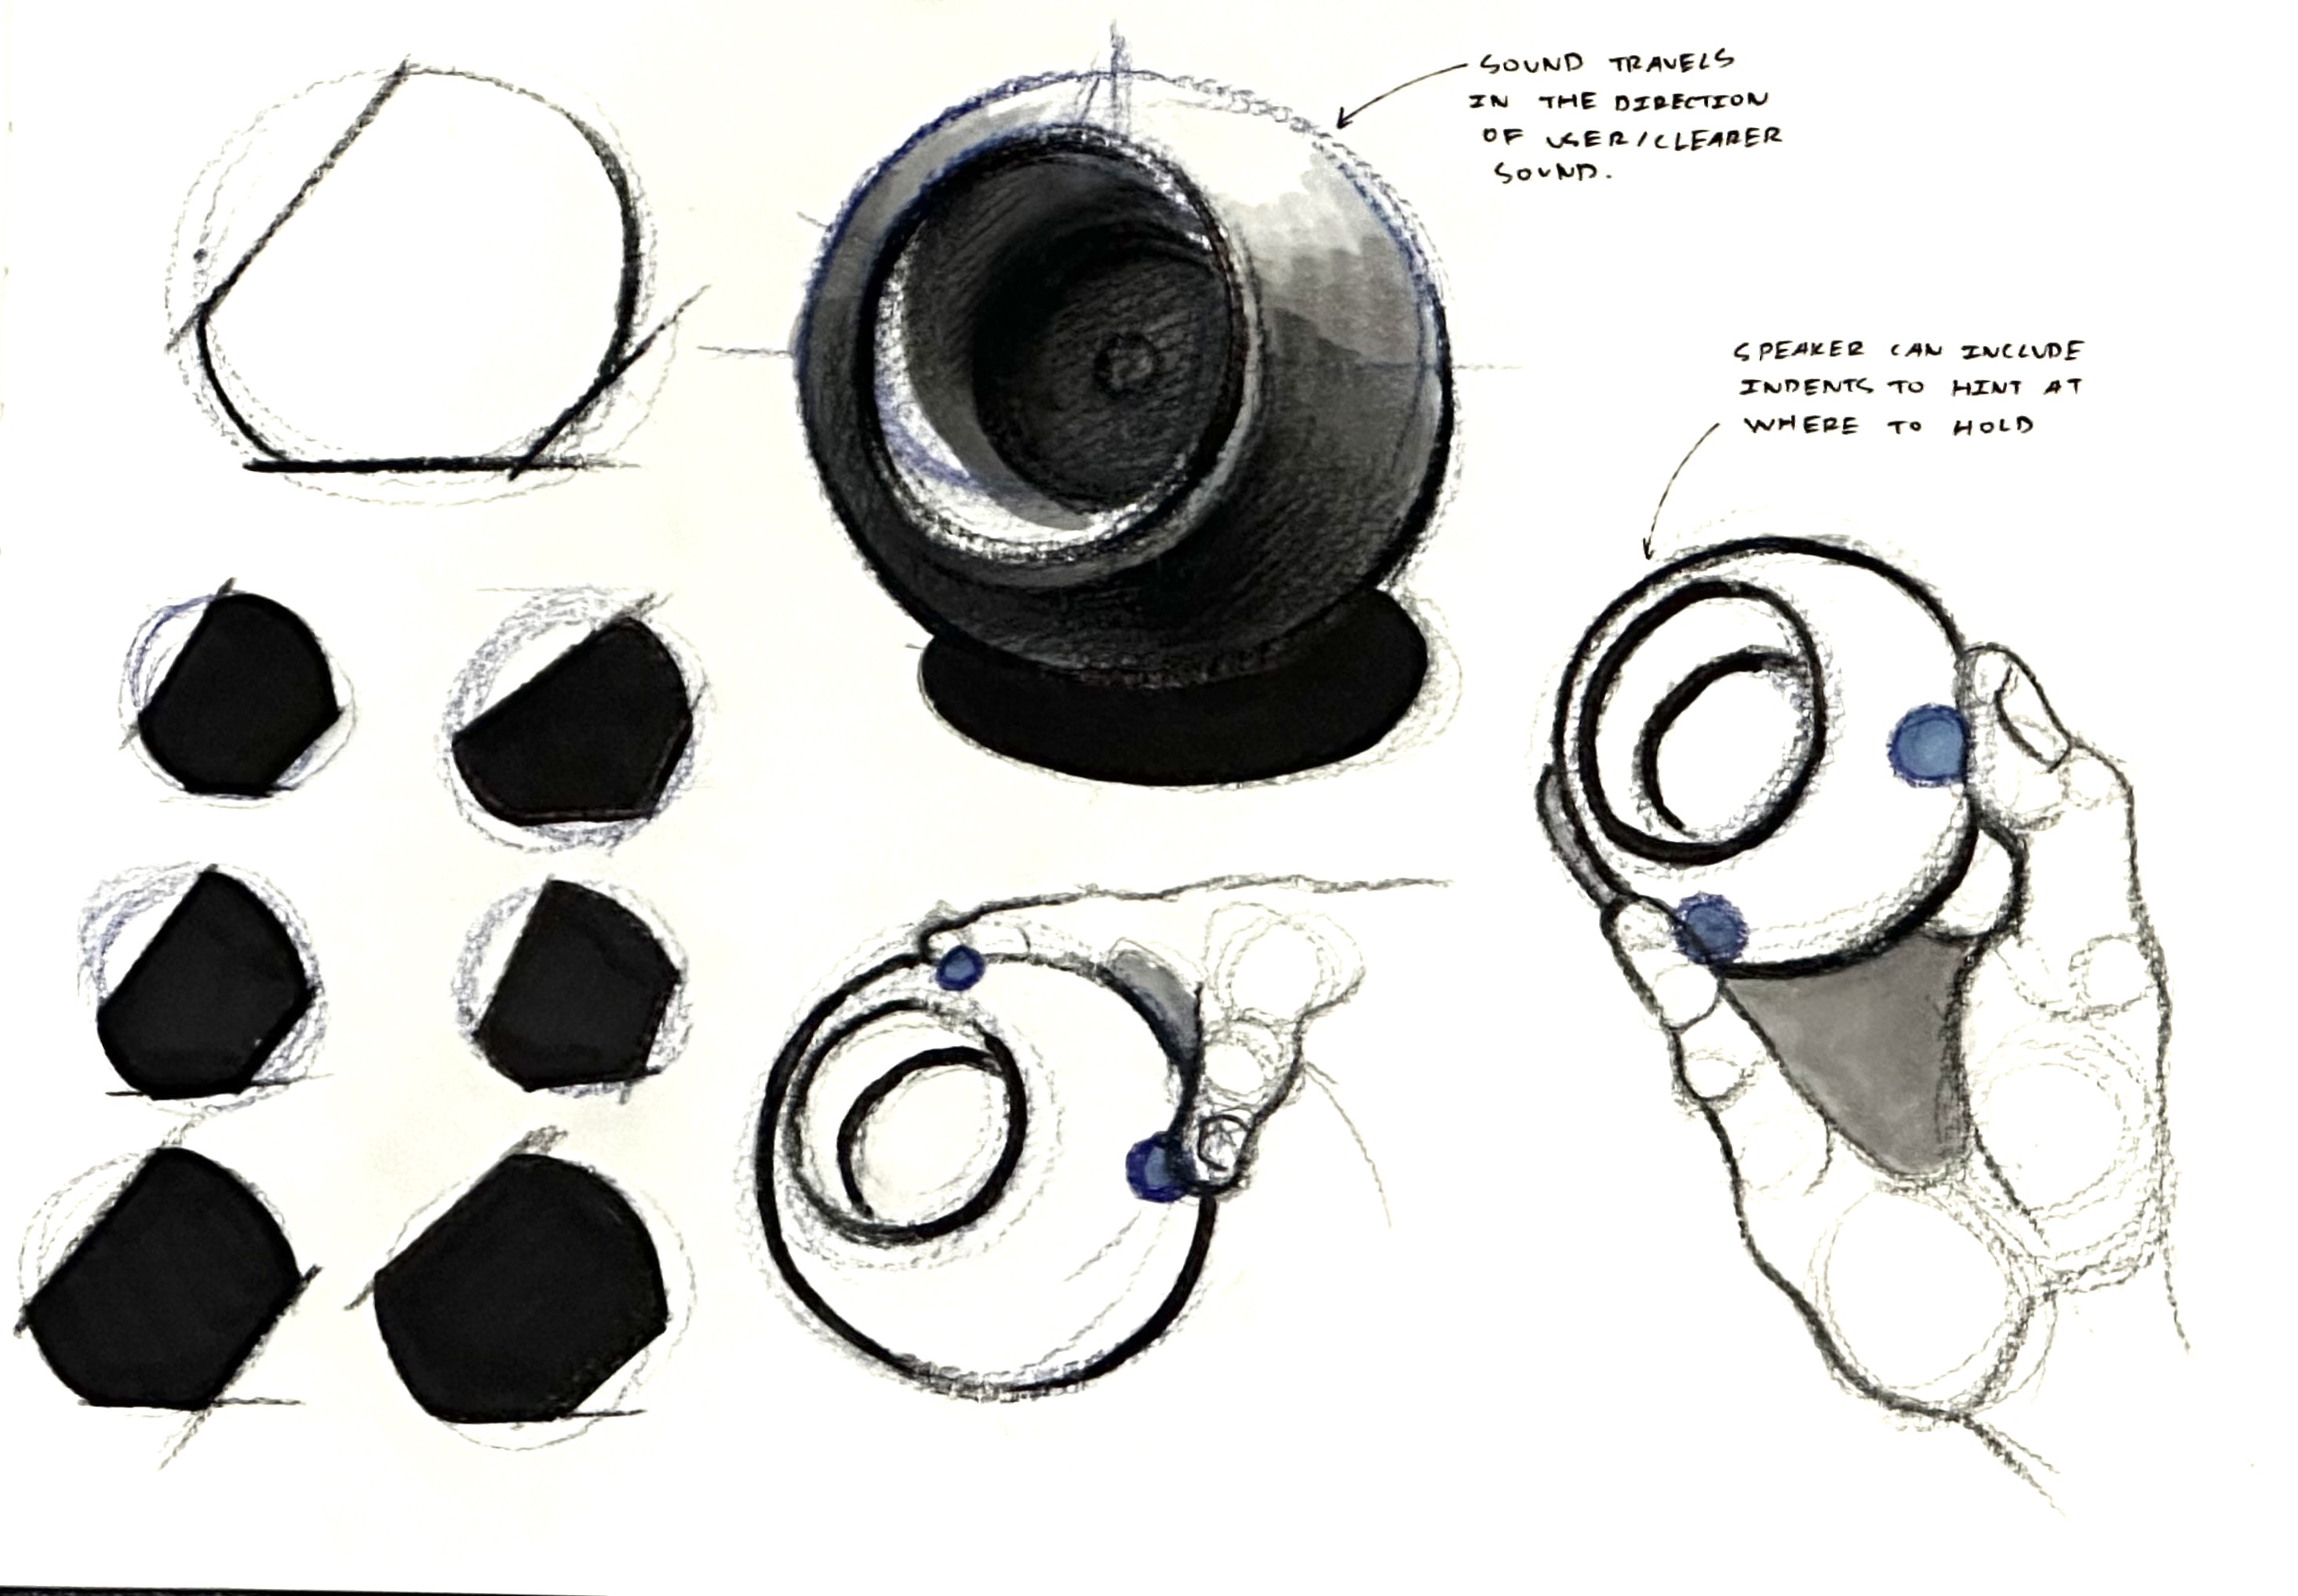 SOUND TRAVELS
IN THE DIRECTION
OF USER/CLEARER
SOUND.
SPEAKER CAN INCLUDE
INDENTS TO HINT AT
WHERE TO HOLD